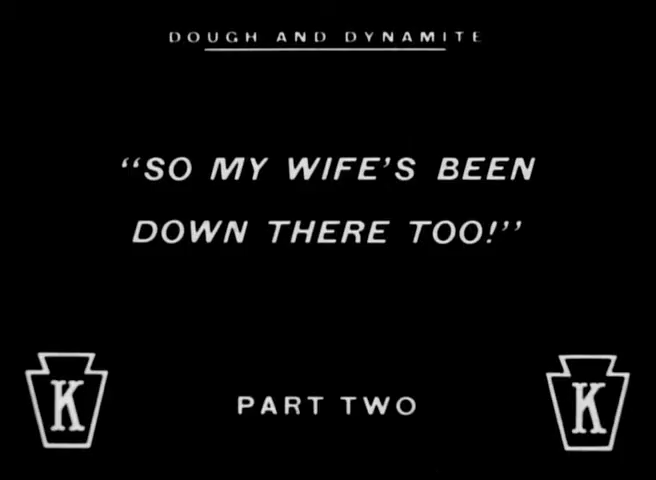 DOUGH AND DYNAMITE
"SO MY WIFE'S BEEN
DOWN THERE TOO!"
K
PART TWO
K